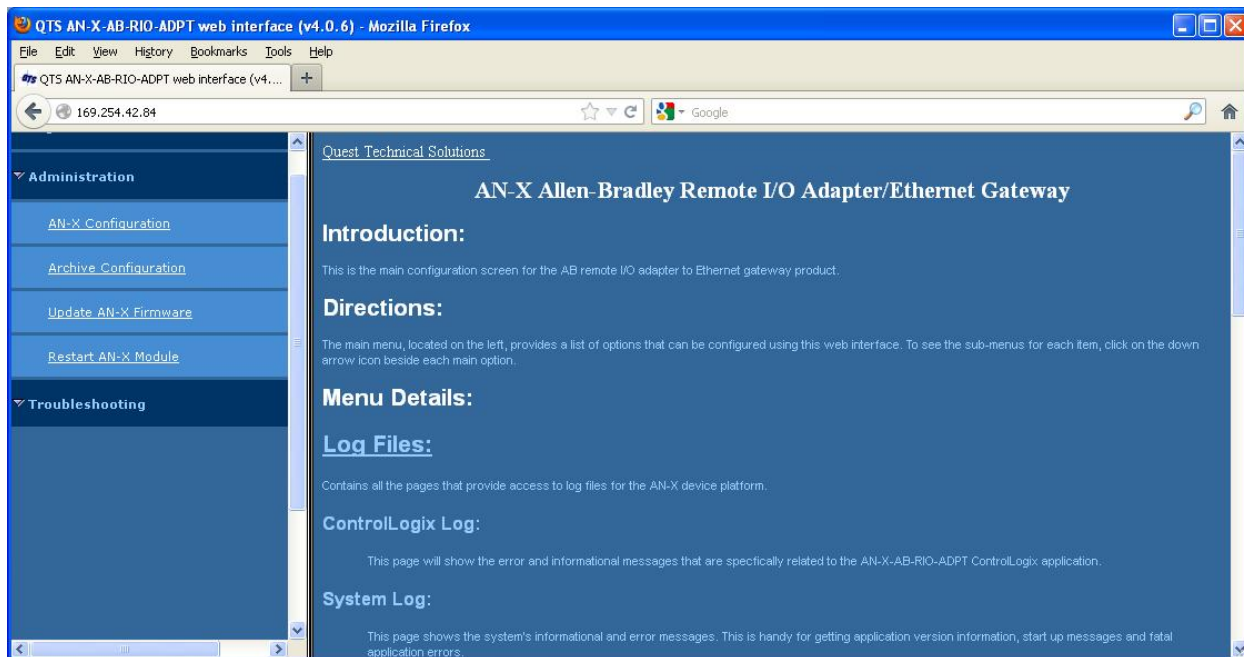 QTS AN-X-AB-RIO-ADPT web interface (v4.0.6) - Mozilla Firefox
File Edit View History Bookmarks Tools Help
QTS AN-X-AB-RIO-ADPT web interface (v4.... +
169.254.42.84
Google
Administration
AN-X Configuration
Archive Configuration
Update AN-X Firmware
Restart AN-X Module
Troubleshooting
Quest Technical Solutions
AN-X Allen-Bradley Remote I/O Adapter/Ethernet Gateway
Introduction:
This is the main configuration screen for the AB remote I/O adapter to Ethernet gateway product.
Directions:
The main menu, located on the left, provides a list of options that can be configured using this web interface. To see the sub-menus for each item, click on the down
arrow icon beside each main option.
Menu Details:
Log Files:
Contains all the pages that provide access to log files for the AN-X device platform.
ControlLogix Log:
This page will show the error and informational messages that are specfically related to the AN-X-AB-RIO-ADPT ControlLogix application.
System Log:
This page shows the system's informational and error messages. This is handy for getting application version information, start up messages and fatal
application errors.